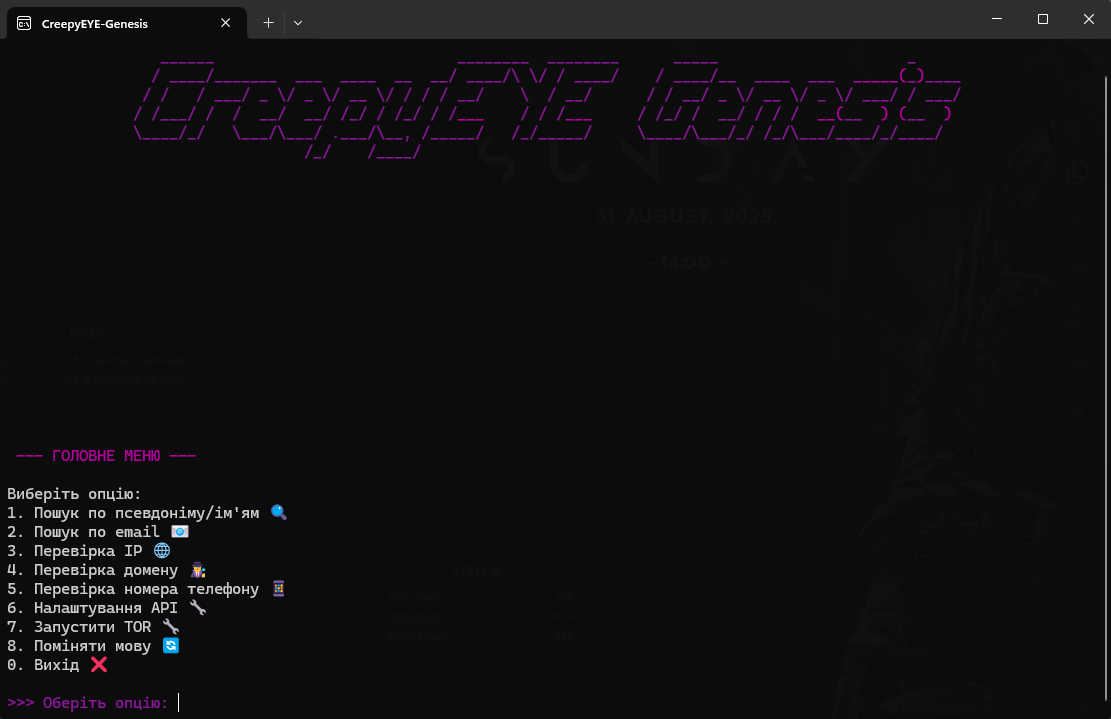 CreepyEYE-Genesis
CreepyEYE Genesis
SUNDAY
31 AUGUST, 2025
- 14:00 -
DISKS
--- ГОЛОВНЕ МЕНЮ ---
Виберіть опцію:
1. Пошук по псевдоніму/ім'ям 🔍
2. Пошук по email 📧
3. Перевірка IP 🌐
4. Перевірка домену 🕵️
5. Перевірка номера телефону 📱
6. Налаштування API 🔧
7. Запустити TOR 🔧
8. Поміняти мову 🔄
0. Вихід ❌
SYSTEM
>>> Оберіть опцію: